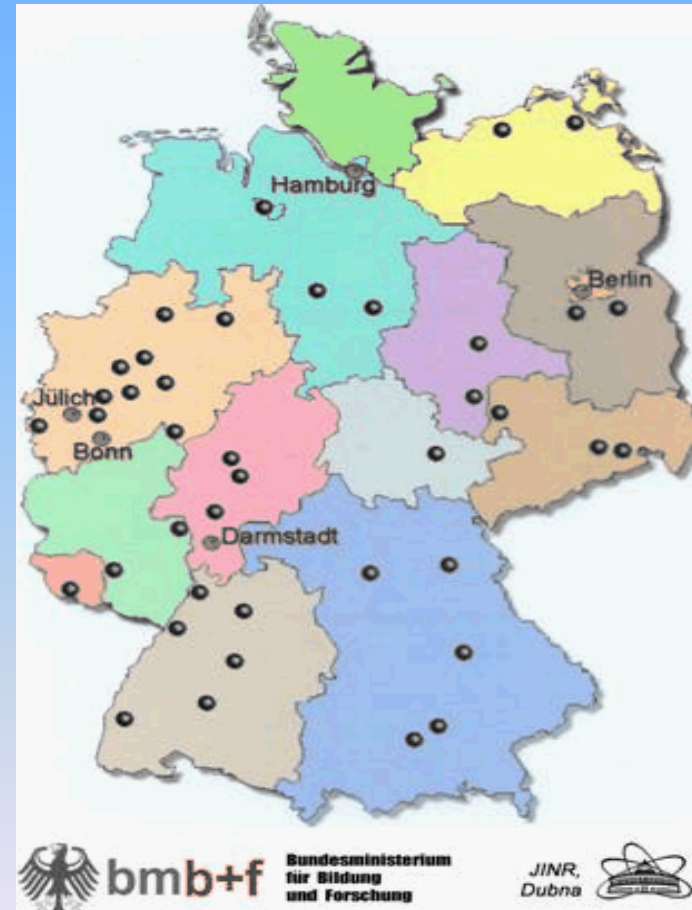 Hamburg
Berlin
Jülich
Bonn
Darmstadt
bmb+f
Bundesministerium
für Bildung
und Forschung
JINR,
Dubna